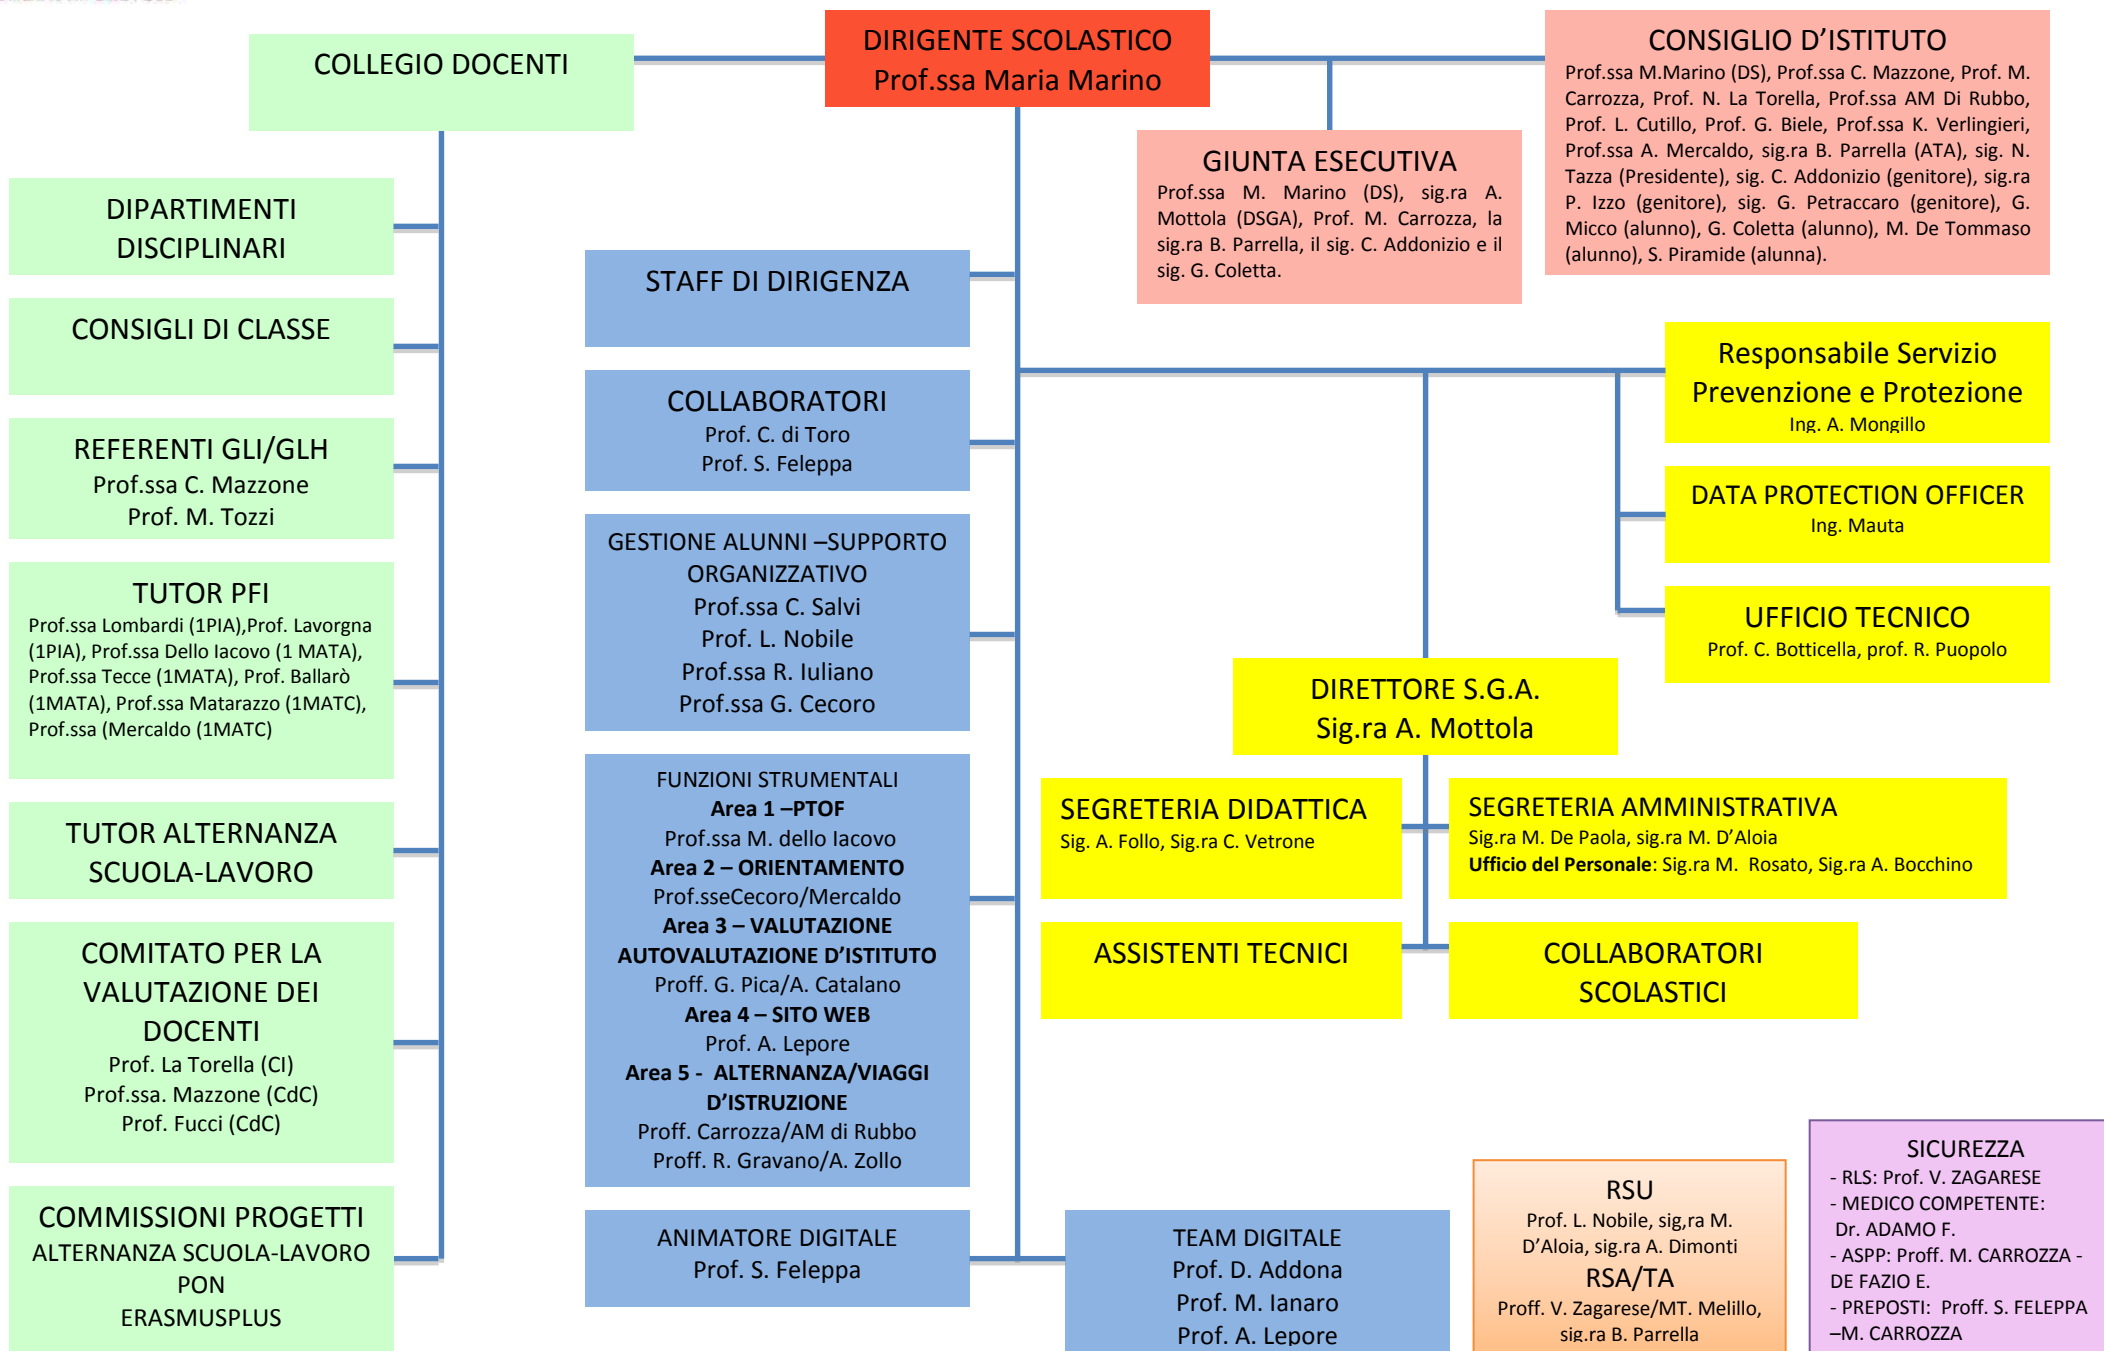 COLLEGIO DOCENTI
DIRIGENTE SCOLASTICO
Prof.ssa Maria Marino
CONSIGLIO D’ISTITUTO
Prof.ssa M.Marino (DS), Prof.ssa C. Mazzone, Prof. M.
Carrozza, Prof. N. La Torella, Prof.ssa AM Di Rubbo,
Prof. L. Cutillo, Prof. G. Biele, Prof.ssa K. Verlingieri,
Prof.ssa A. Mercaldo, sig.ra B. Parrella (ATA), sig. N.
Tazza (Presidente), sig. C. Addonizio (genitore), sig.ra
P. Izzo (genitore), sig. G. Petraccaro (genitore), G.
Micco (alunno), G. Coletta (alunno), M. De Tommaso
(alunno), S. Piramide (alunna).
GIUNTA ESECUTIVA
Prof.ssa M. Marino (DS), sig.ra A.
Mottola (DSGA), Prof. M. Carrozza, la
sig.ra B. Parrella, il sig. C. Addonizio e il
sig. G. Coletta.
DIPARTIMENTI
DISCIPLINARI
CONSIGLI DI CLASSE
REFERENTI GLI/GLH
Prof.ssa C. Mazzone
Prof. M. Tozzi
TUTOR PFI
Prof.ssa Lombardi (1PIA),Prof. Lavorgna
(1PIA), Prof.ssa Dello Iacovo (1 MATA),
Prof.ssa Tecce (1MATA), Prof. Ballarò
(1MATA), Prof.ssa Matarazzo (1MATC),
Prof.ssa (Mercaldo (1MATC)
TUTOR ALTERNANZA
SCUOLA-LAVORO
COMITATO PER LA
VALUTAZIONE DEI
DOCENTI
Prof. La Torella (CI)
Prof.ssa. Mazzone (CdC)
Prof. Fucci (CdC)
COMMISSIONI PROGETTI
ALTERNANZA SCUOLA-LAVORO
PON
ERASMUSPLUS
STAFF DI DIRIGENZA
COLLABORATORI
Prof. C. di Toro
Prof. S. Feleppa
GESTIONE ALUNNI –SUPPORTO
ORGANIZZATIVO
Prof.ssa C. Salvi
Prof. L. Nobile
Prof.ssa R. Iuliano
Prof.ssa G. Cecoro
FUNZIONI STRUMENTALI
Area 1 –PTOF
Prof.ssa M. dello Iacovo
Area 2 – ORIENTAMENTO
Prof.sseCecoro/Mercaldo
Area 3 – VALUTAZIONE
AUTOVALUTAZIONE D’ISTITUTO
Proff. G. Pica/A. Catalano
Area 4 – SITO WEB
Prof. A. Lepore
Area 5 - ALTERNANZA/VIAGGI
D’ISTRUZIONE
Proff. Carrozza/AM di Rubbo
Proff. R. Gravano/A. Zollo
ANIMATORE DIGITALE
Prof. S. Feleppa
TEAM DIGITALE
Prof. D. Addona
Prof. M. Ianaro
Prof. A. Lepore
Responsabile Servizio
Prevenzione e Protezione
Ing. A. Mongillo
DATA PROTECTION OFFICER
Ing. Mauta
UFFICIO TECNICO
Prof. C. Botticella, prof. R. Puopolo
DIRETTORE S.G.A.
Sig.ra A. Mottola
SEGRETERIA DIDATTICA
Sig. A. Follo, Sig.ra C. Vetrone
SEGRETERIA AMMINISTRATIVA
Sig.ra M. De Paola, sig.ra M. D’Aloia
Ufficio del Personale: Sig.ra M. Rosato, Sig.ra A. Bocchino
ASSISTENTI TECNICI
COLLABORATORI
SCOLASTICI
RSU
Prof. L. Nobile, sig,ra M.
D’Aloia, sig.ra A. Dimonti
RSA/TA
Proff. V. Zagarese/MT. Melillo,
sig.ra B. Parrella
SICUREZZA
- RLS: Prof. V. ZAGARESE
- MEDICO COMPETENTE:
Dr. ADAMO F.
- ASPP: Proff. M. CARROZZA -
DE FAZIO E.
- PREPOSTI: Proff. S. FELEPPA
–M. CARROZZA